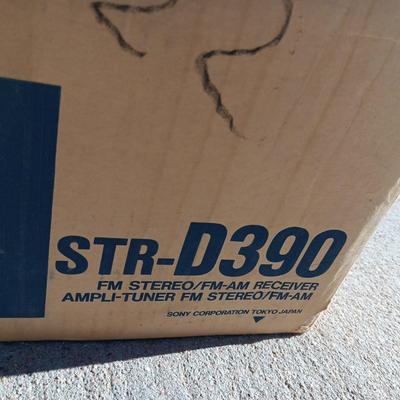 STR-D390
FM STEREO/FM-AM RECEIVER
AMPLI-TUNER FM STEREO/FM-AM
SONY CORPORATION TOKYO JAPAN